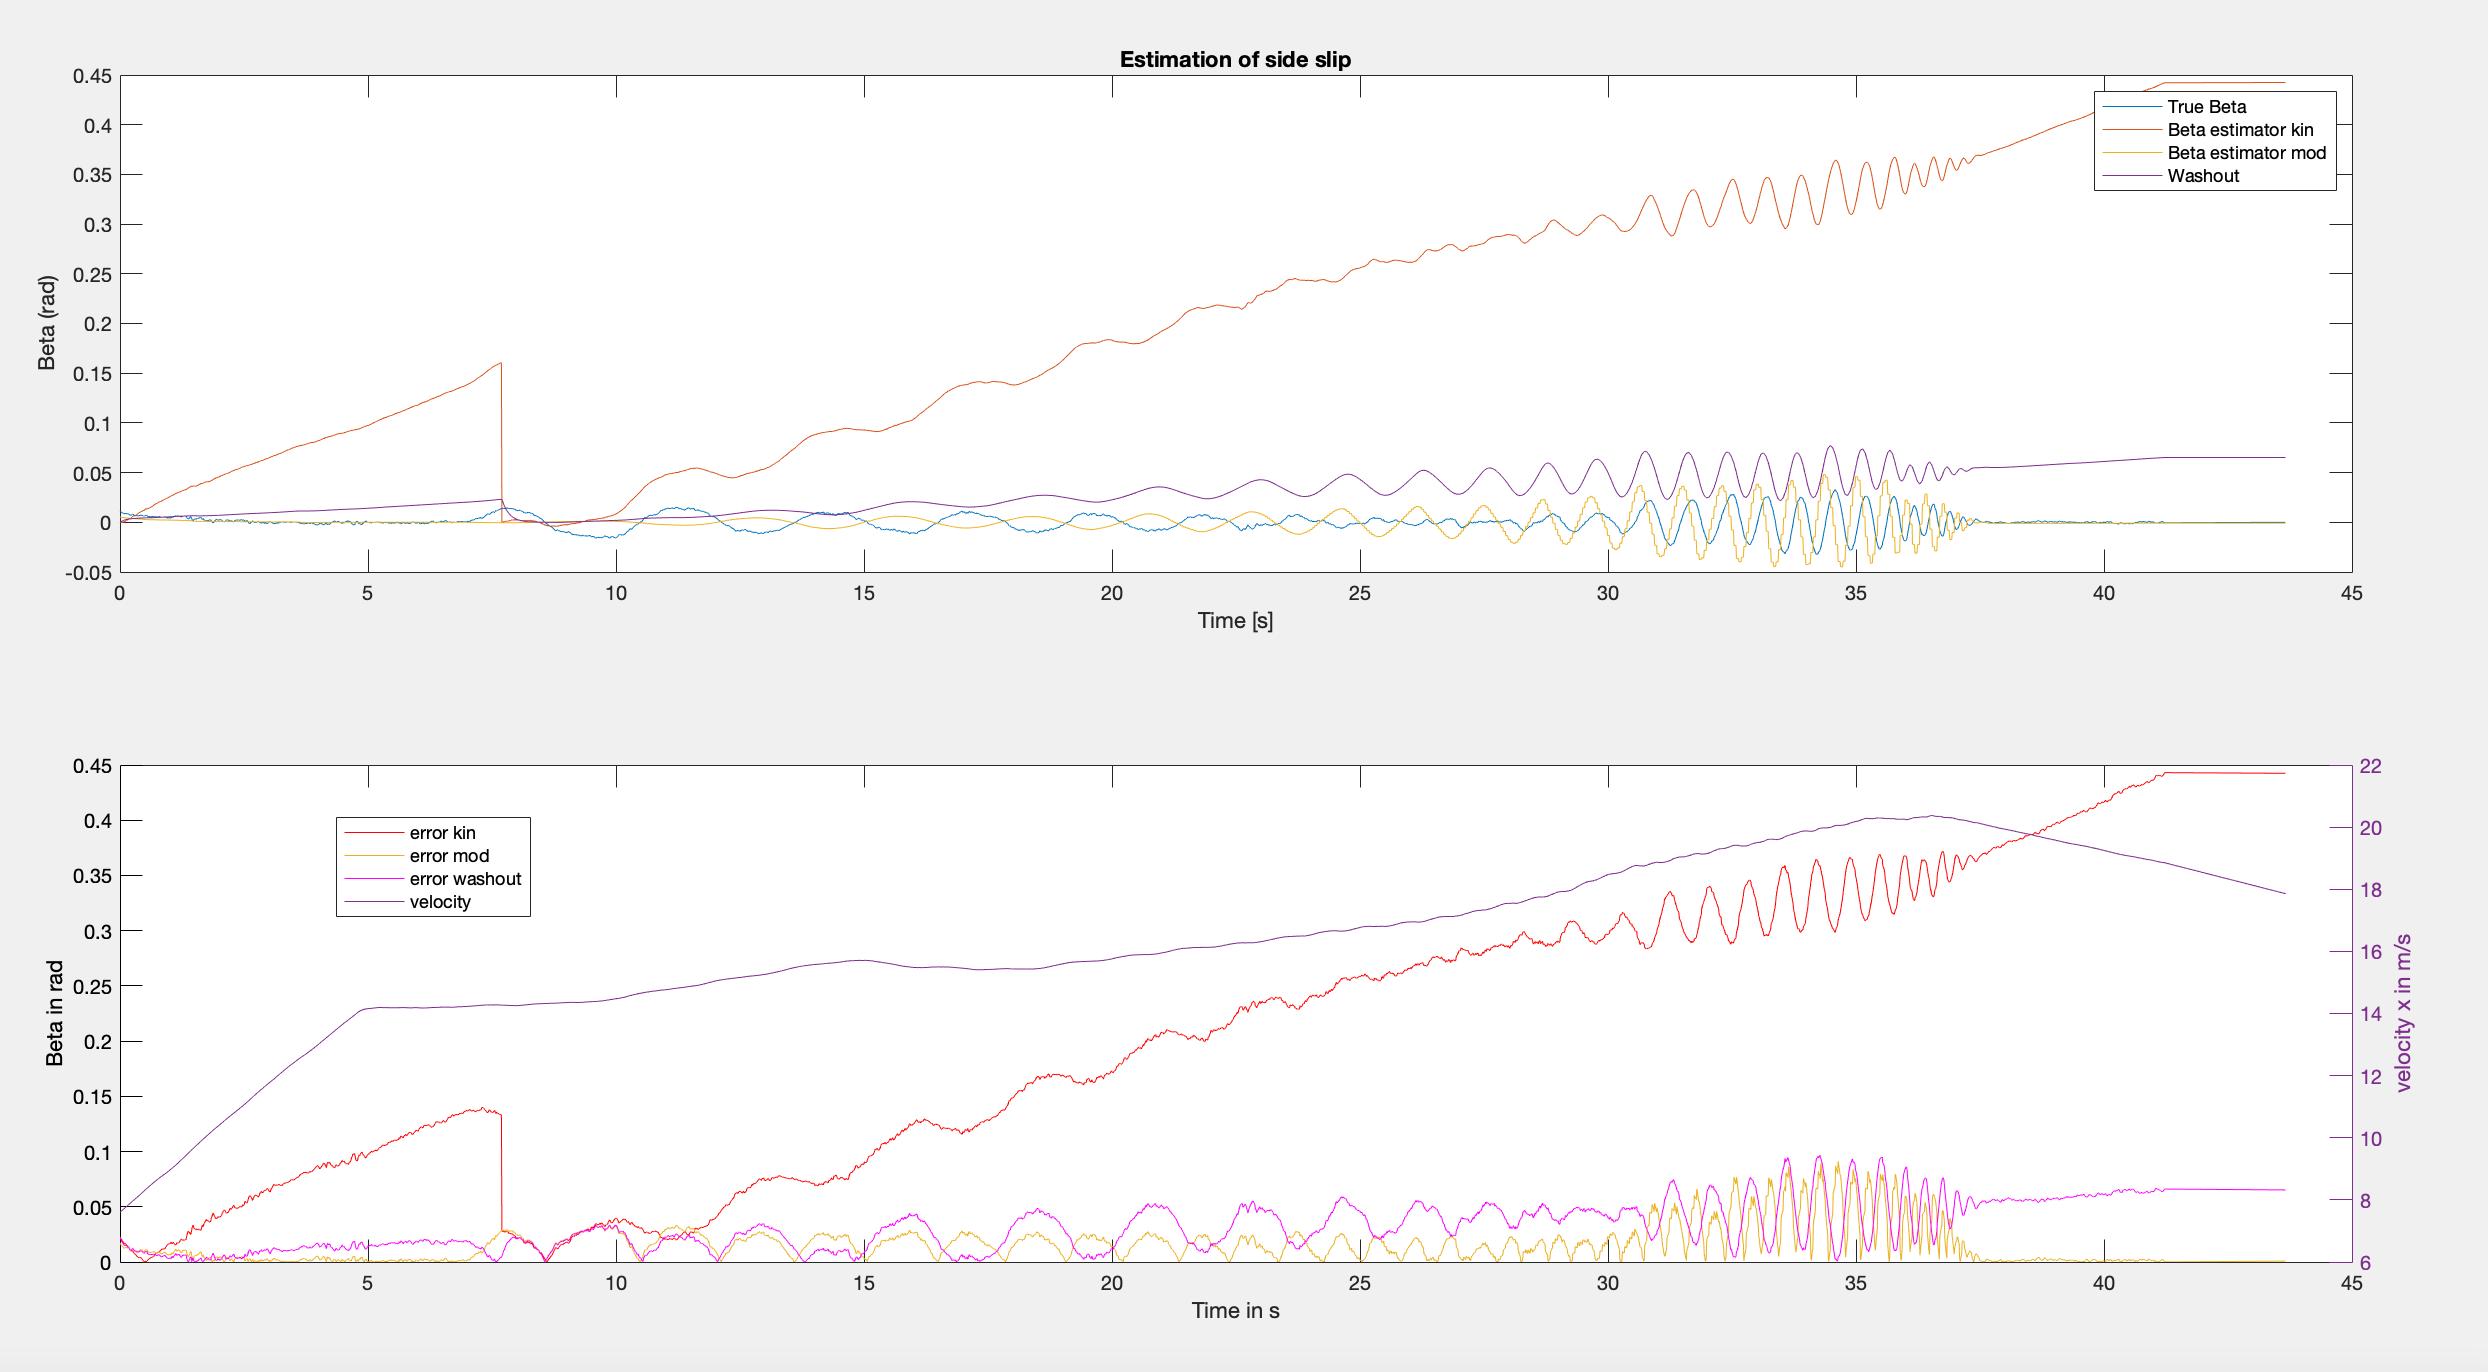 Estimation of side slip
0.45
0.4
0.35
0.3
0.25
0.2
0.15
0.1
0.05
0
-0.05
Beta (rad)
True Beta
Beta estimator kin
Beta estimator mod
Washout
0 5 10 15 20 25 30 35 40 45
Time [s]
0.45
0.4
0.35
0.3
0.25
0.2
0.15
0.1
0.05
0
Beta in rad
error kin
error mod
error washout
velocity
22
20
18
16
14
12
10
8
6
velocity x in m/s
0 5 10 15 20 25 30 35 40 45
Time in s